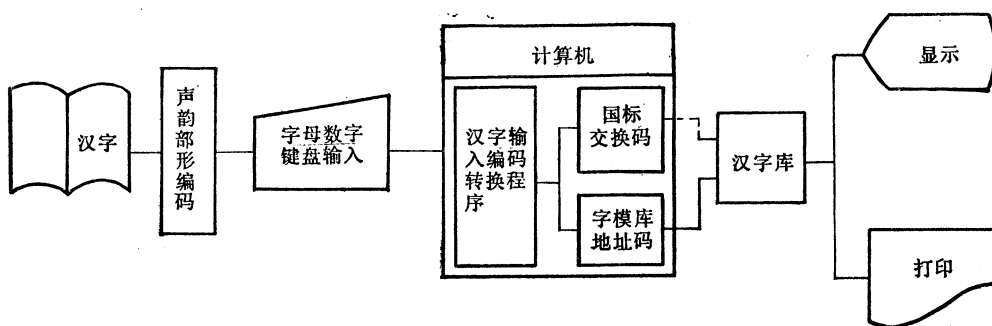 汉字
声韵部形编码
字母数字
键盘输入
计算机
汉字输
入编码
转换程
序
国标
交换码
字模库
地址码
汉字库
显示
打印